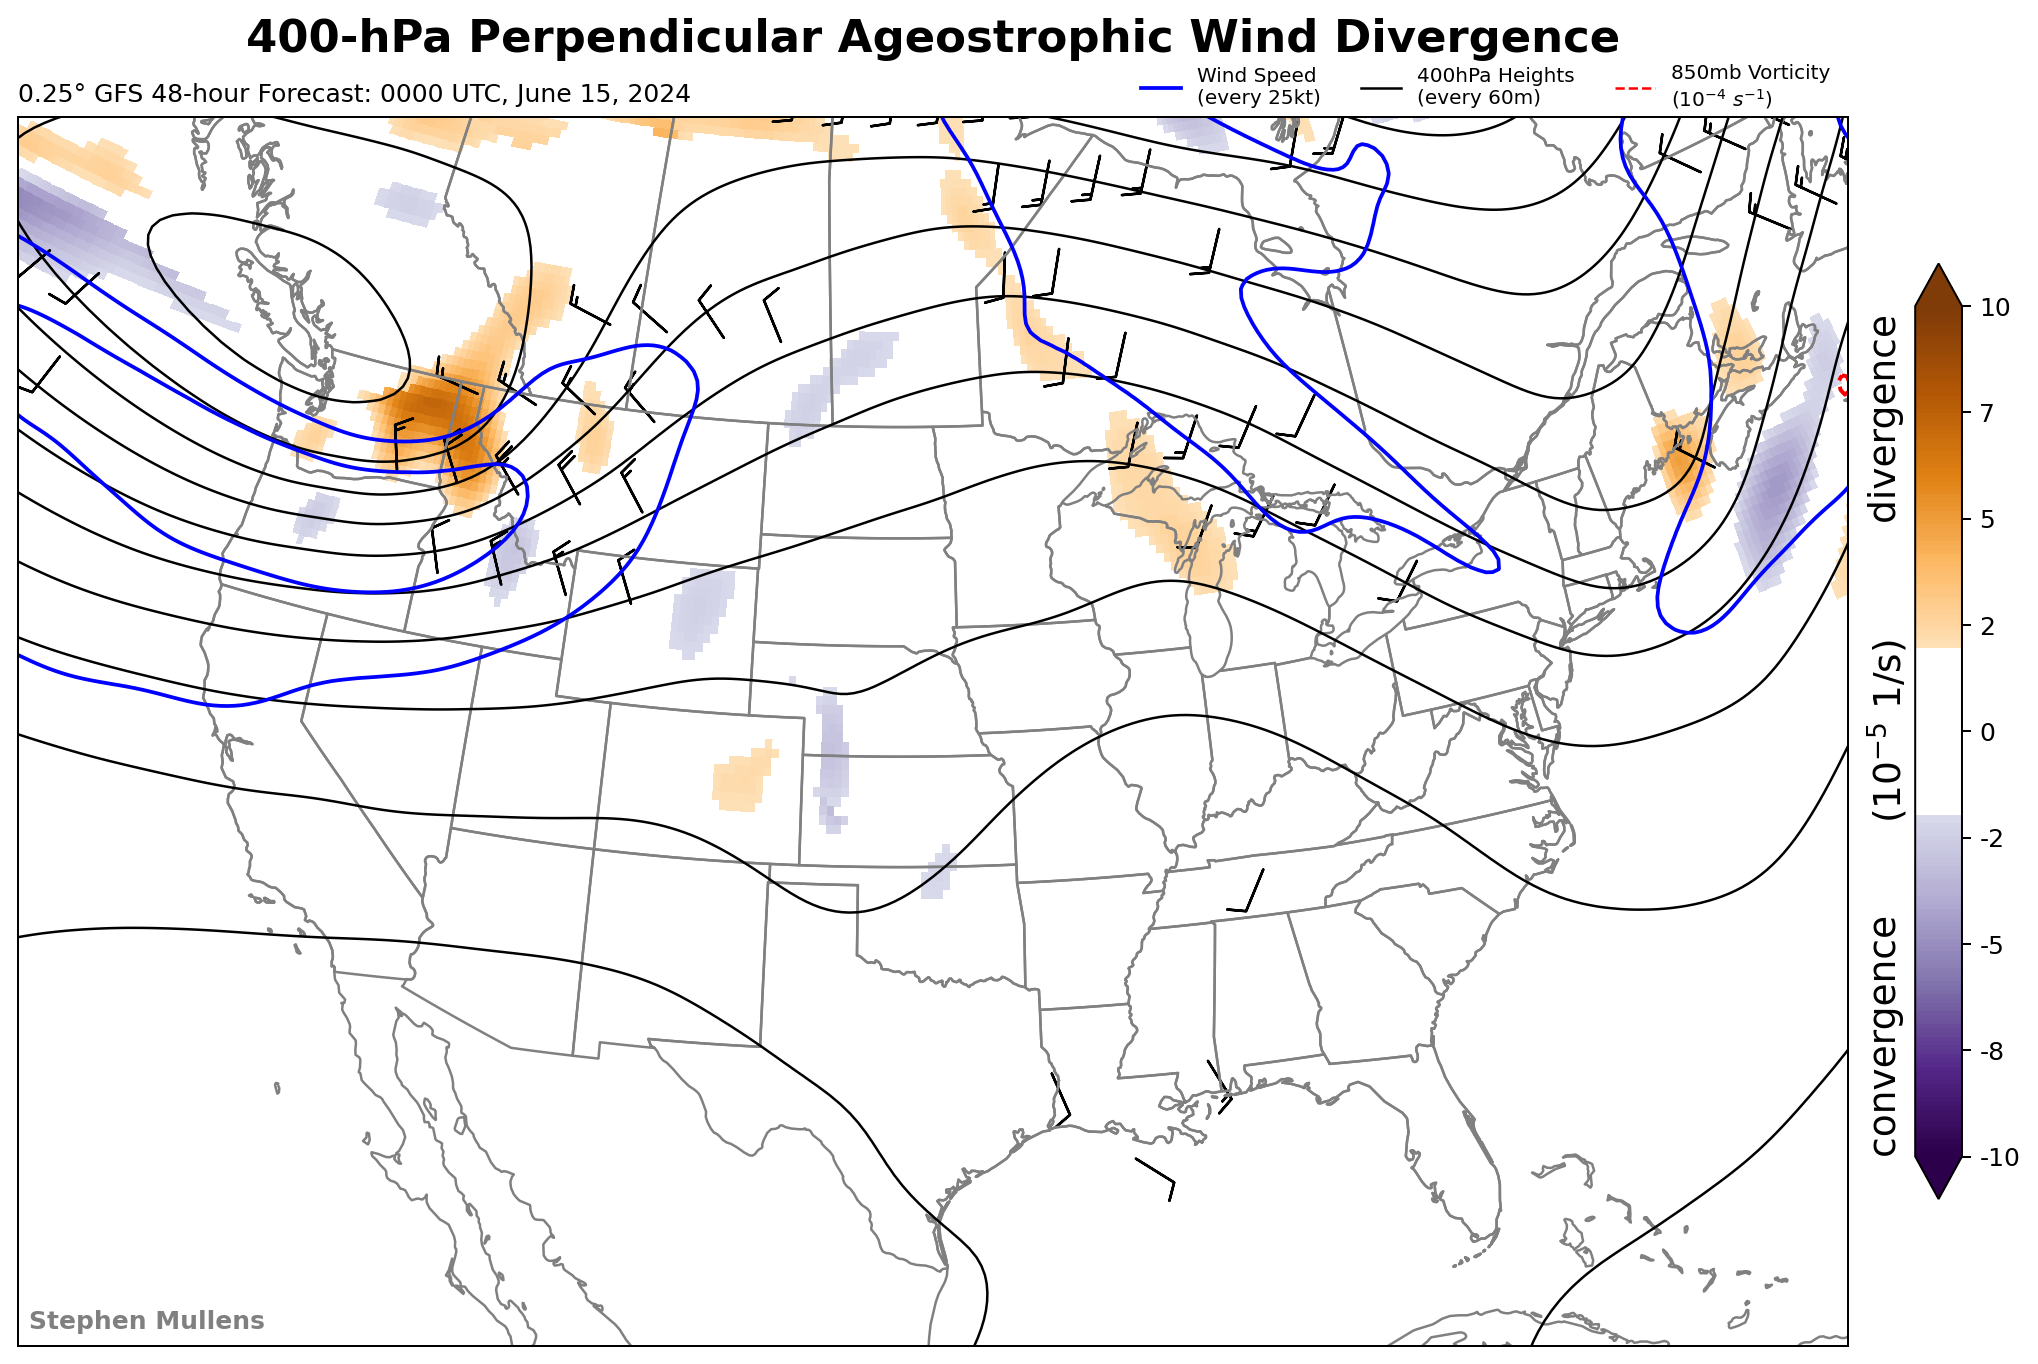 400-hPa Perpendicular Ageostrophic Wind Divergence
0.25° GFS 48-hour Forecast: 0000 UTC, June 15, 2024
Wind Speed
(every 25kt)
400hPa Heights
(every 60m)
850mb Vorticity
(10⁻⁴ s⁻¹)
10
7
5
2
0
-2
-5
-8
-10
convergence (10⁻⁵ 1/s) divergence
Stephen Mullens